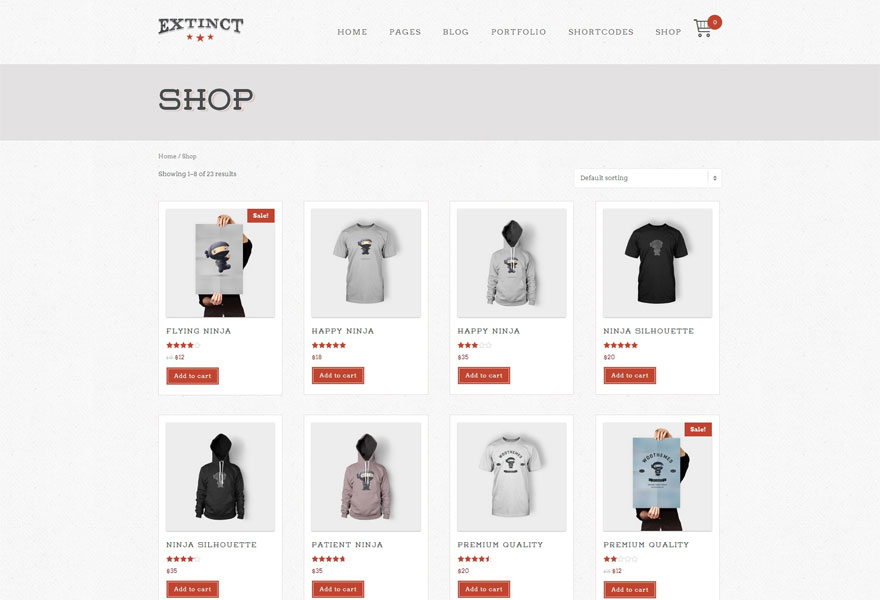 EXTINCT
HOME PAGES BLOG PORTFOLIO SHORTCODES SHOP 0
SHOP
Home / Shop
Showing 1–8 of 23 results
Default sorting
Sale!
FLYING NINJA
HAPPY NINJA
HAPPY NINJA
NINJA SILHOUETTE
$12
$18
$35
$20
Add to cart
Add to cart
Add to cart
Add to cart
Sale!
WOOTHEMES
WOOTHEMES
NINJA SILHOUETTE
PATIENT NINJA
PREMIUM QUALITY
PREMIUM QUALITY
$35
$35
$20
$12
Add to cart
Add to cart
Add to cart
Add to cart